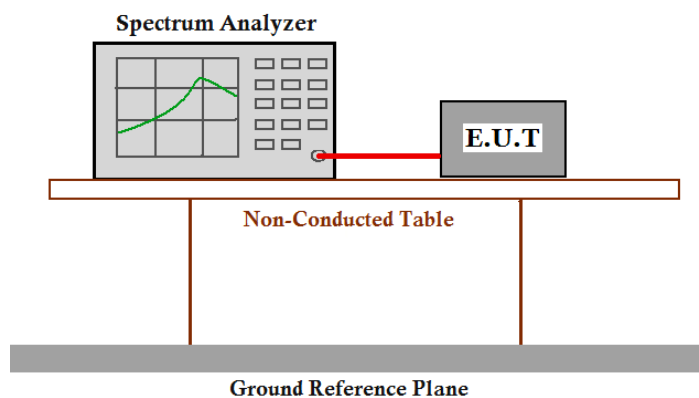 Spectrum Analyzer
E.U.T
Non-Conducted Table
Ground Reference Plane